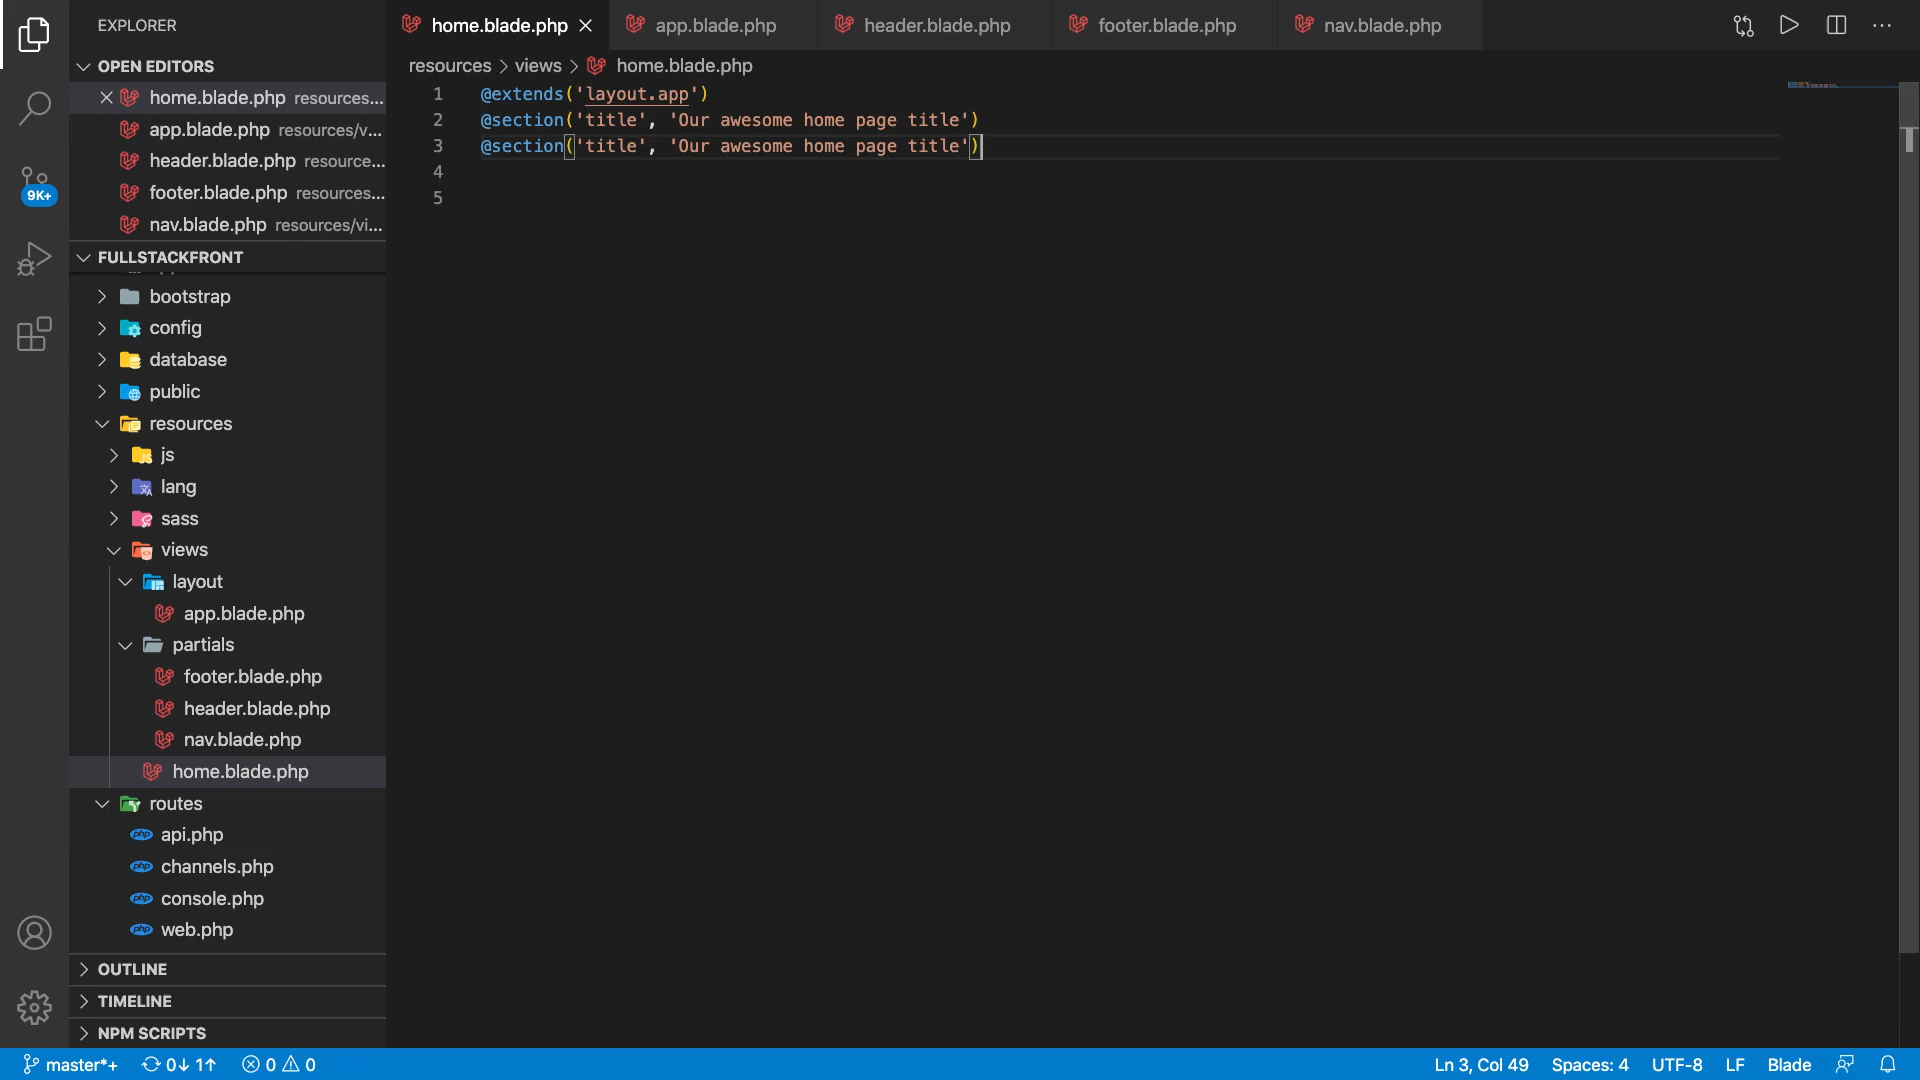 EXPLORER
OPEN EDITORS
home.blade.php resources...
app.blade.php resources/v...
header.blade.php resource...
footer.blade.php resources...
nav.blade.php resources/vi...
FULLSTACKFRONT
bootstrap
config
database
public
resources
js
lang
sass
views
layout
app.blade.php
partials
footer.blade.php
header.blade.php
nav.blade.php
home.blade.php
routes
api.php
channels.php
console.php
web.php
OUTLINE
TIMELINE
NPM SCRIPTS
9K+
home.blade.php app.blade.php header.blade.php footer.blade.php nav.blade.php
resources > views > home.blade.php
1 @extends('layout.app')
2 @section('title', 'Our awesome home page title')
3 @section('title', 'Our awesome home page title')
4
5
master*+ 0↓ 1↑ 0 0 Ln 3, Col 49 Spaces: 4 UTF-8 LF Blade